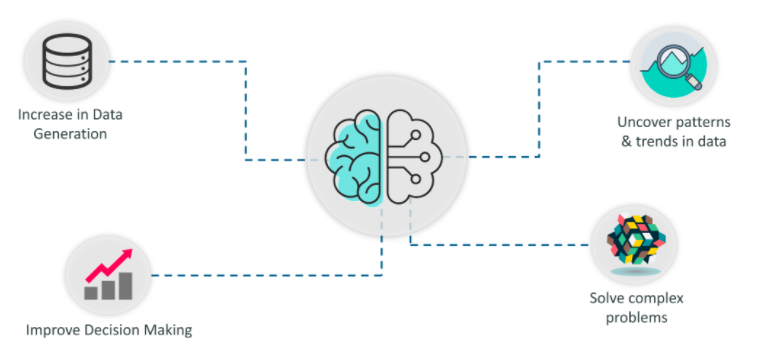 Increase in Data
Generation
Uncover patterns
& trends in data
Improve Decision Making
Solve complex
problems